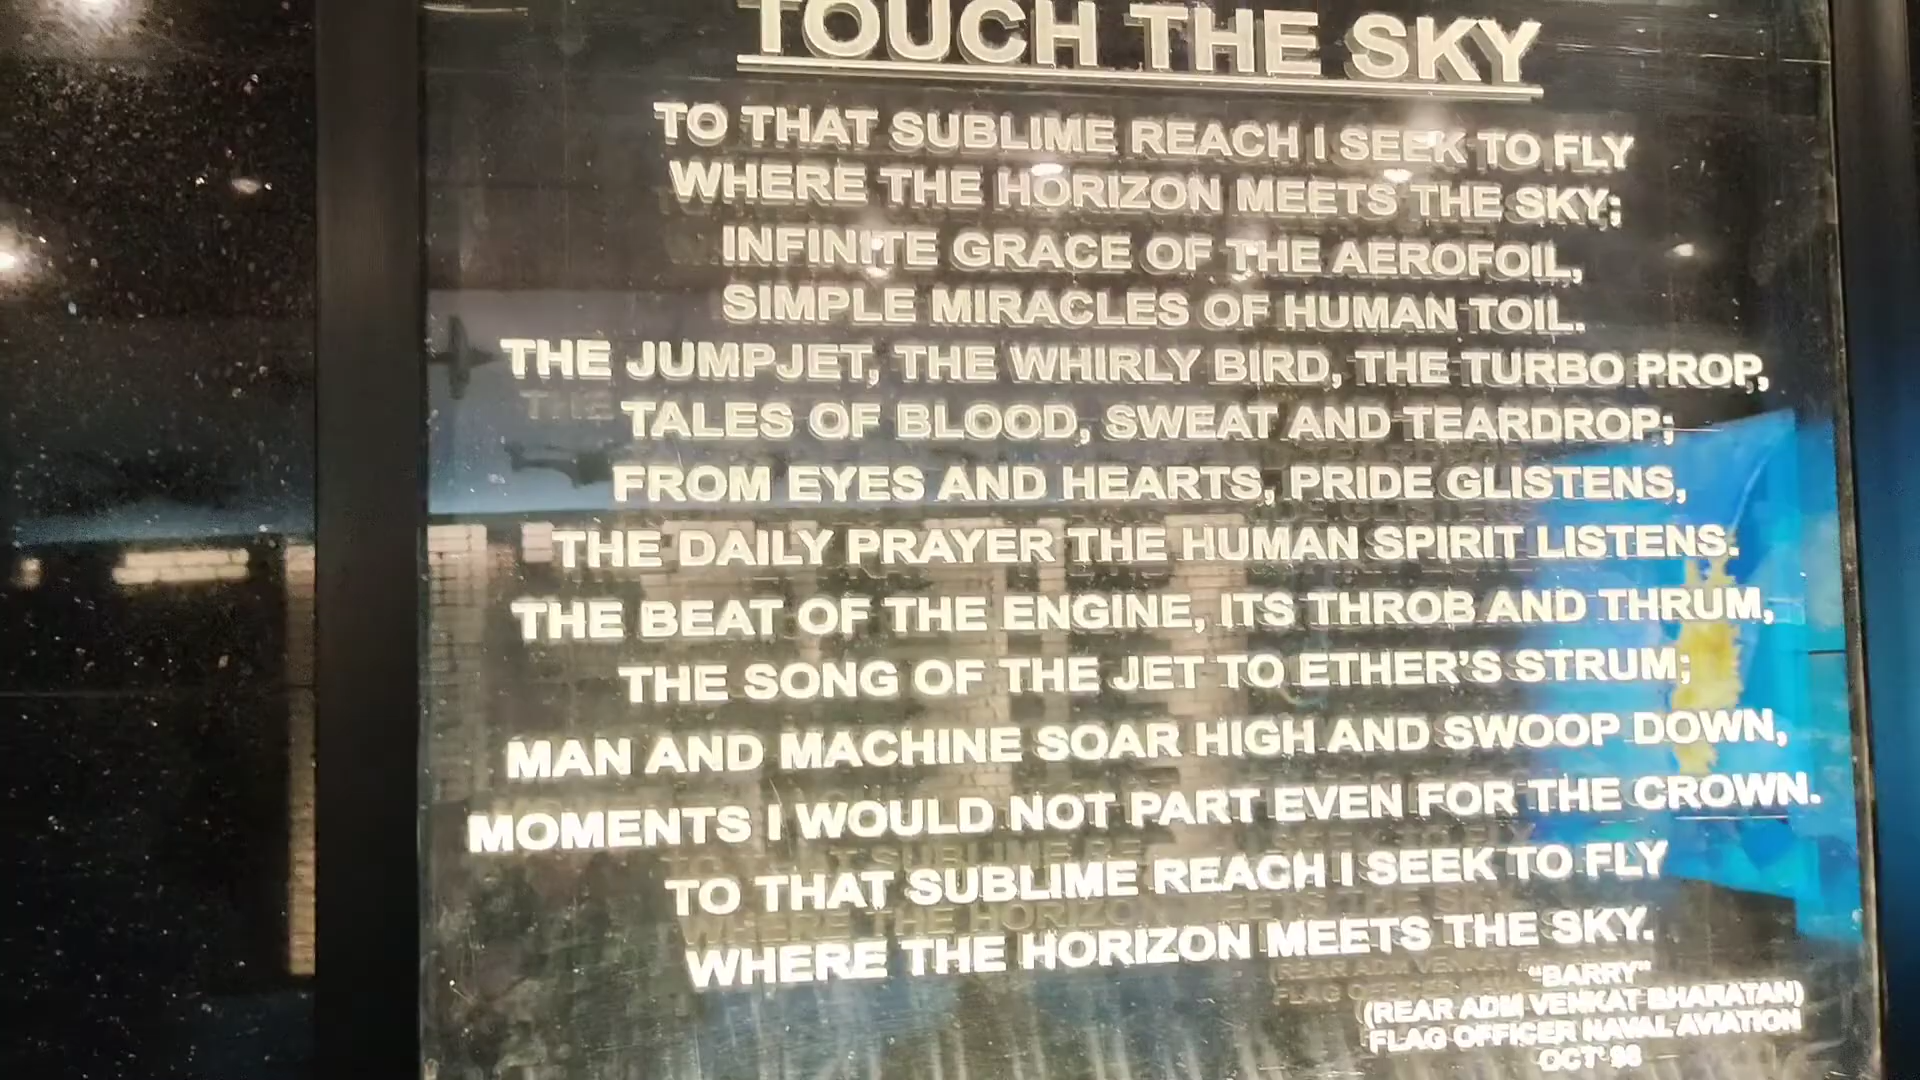 TOUCH THE SKY
TO THAT SUBLIME REACH I SEEK TO FLY
WHERE THE HORIZON MEETS THE SKY;
INFINITE GRACE OF THE AEROFOIL,
SIMPLE MIRACLES OF HUMAN TOIL.
THE JUMPJET, THE WHIRLY BIRD, THE TURBO PROP,
TALES OF BLOOD, SWEAT AND TEARDROP;
FROM EYES AND HEARTS, PRIDE GLISTENS,
THE DAILY PRAYER THE HUMAN SPIRIT LISTENS.
THE BEAT OF THE ENGINE, ITS THROB AND THRUM,
THE SONG OF THE JET TO ETHER'S STRUM;
MAN AND MACHINE SOAR HIGH AND SWOOP DOWN,
MOMENTS I WOULD NOT PART EVEN FOR THE CROWN.
TO THAT SUBLIME REACH I SEEK TO FLY
WHERE THE HORIZON MEETS THE SKY.
"BARRY"
(REAR ADM VENKAT BHARATAN)
FLAG OFFICER NAVAL AVIATION
OCT'